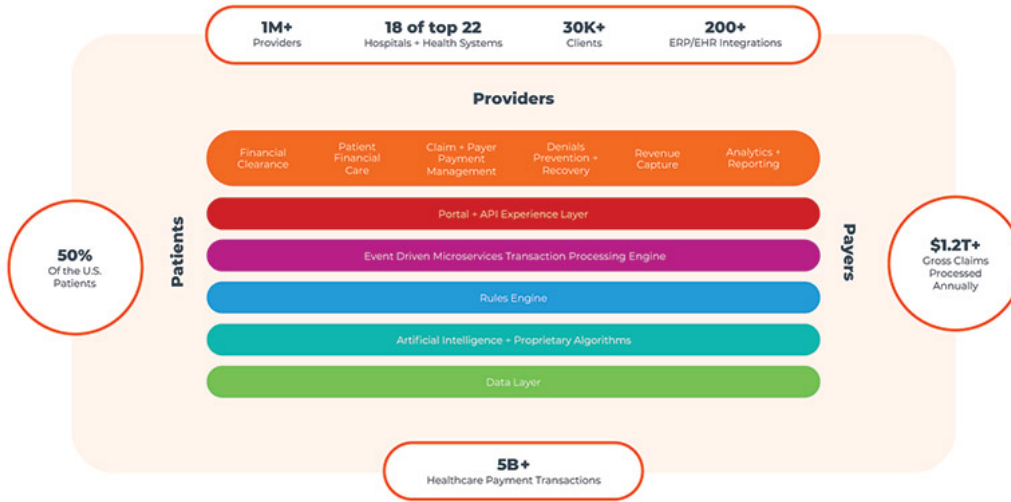 1M+
Providers
18 of top 22
Hospitals + Health Systems
30K+
Clients
200+
ERP/EHR Integrations
Providers
Financial
Clearance
Patient
Financial
Care
Claim + Payer
Payment
Management
Denials
Prevention +
Recovery
Revenue
Capture
Analytics +
Reporting
Portal + API Experience Layer
Event Driven Microservices Transaction Processing Engine
Rules Engine
Artificial Intelligence + Proprietary Algorithms
Data Layer
Patients
Payers
50%
Of the U.S.
Patients
$1.2T+
Gross Claims
Processed
Annually
5B+
Healthcare Payment Transactions